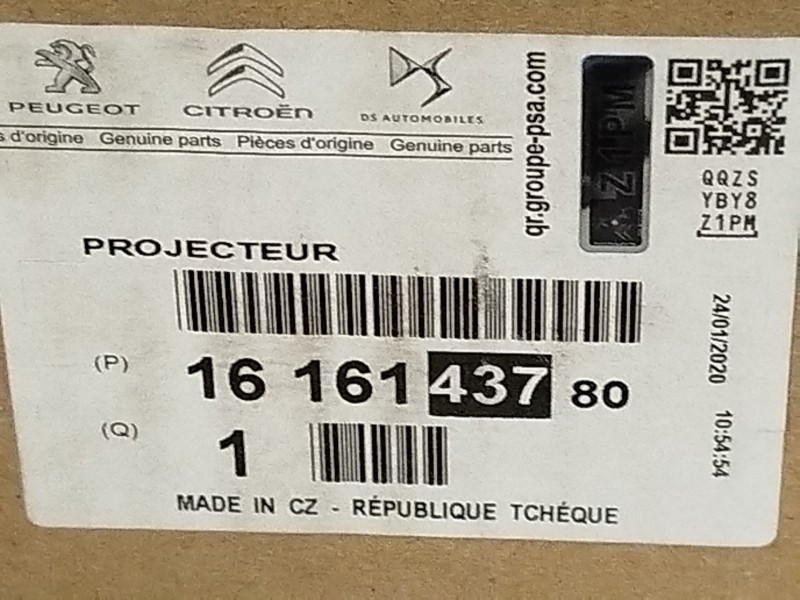 PEUGEOT CITROËN DS AUTOMOBILES
s d'origine Genuine parts Pièces d'origine Genuine parts
qr.groupe-psa.com
Z1PM
QQZS
YBY8
Z1PM
PROJECTEUR
(P) 16 161 437 80
(Q) 1
24/01/2020 10:54:54
MADE IN CZ - RÉPUBLIQUE TCHÉQUE